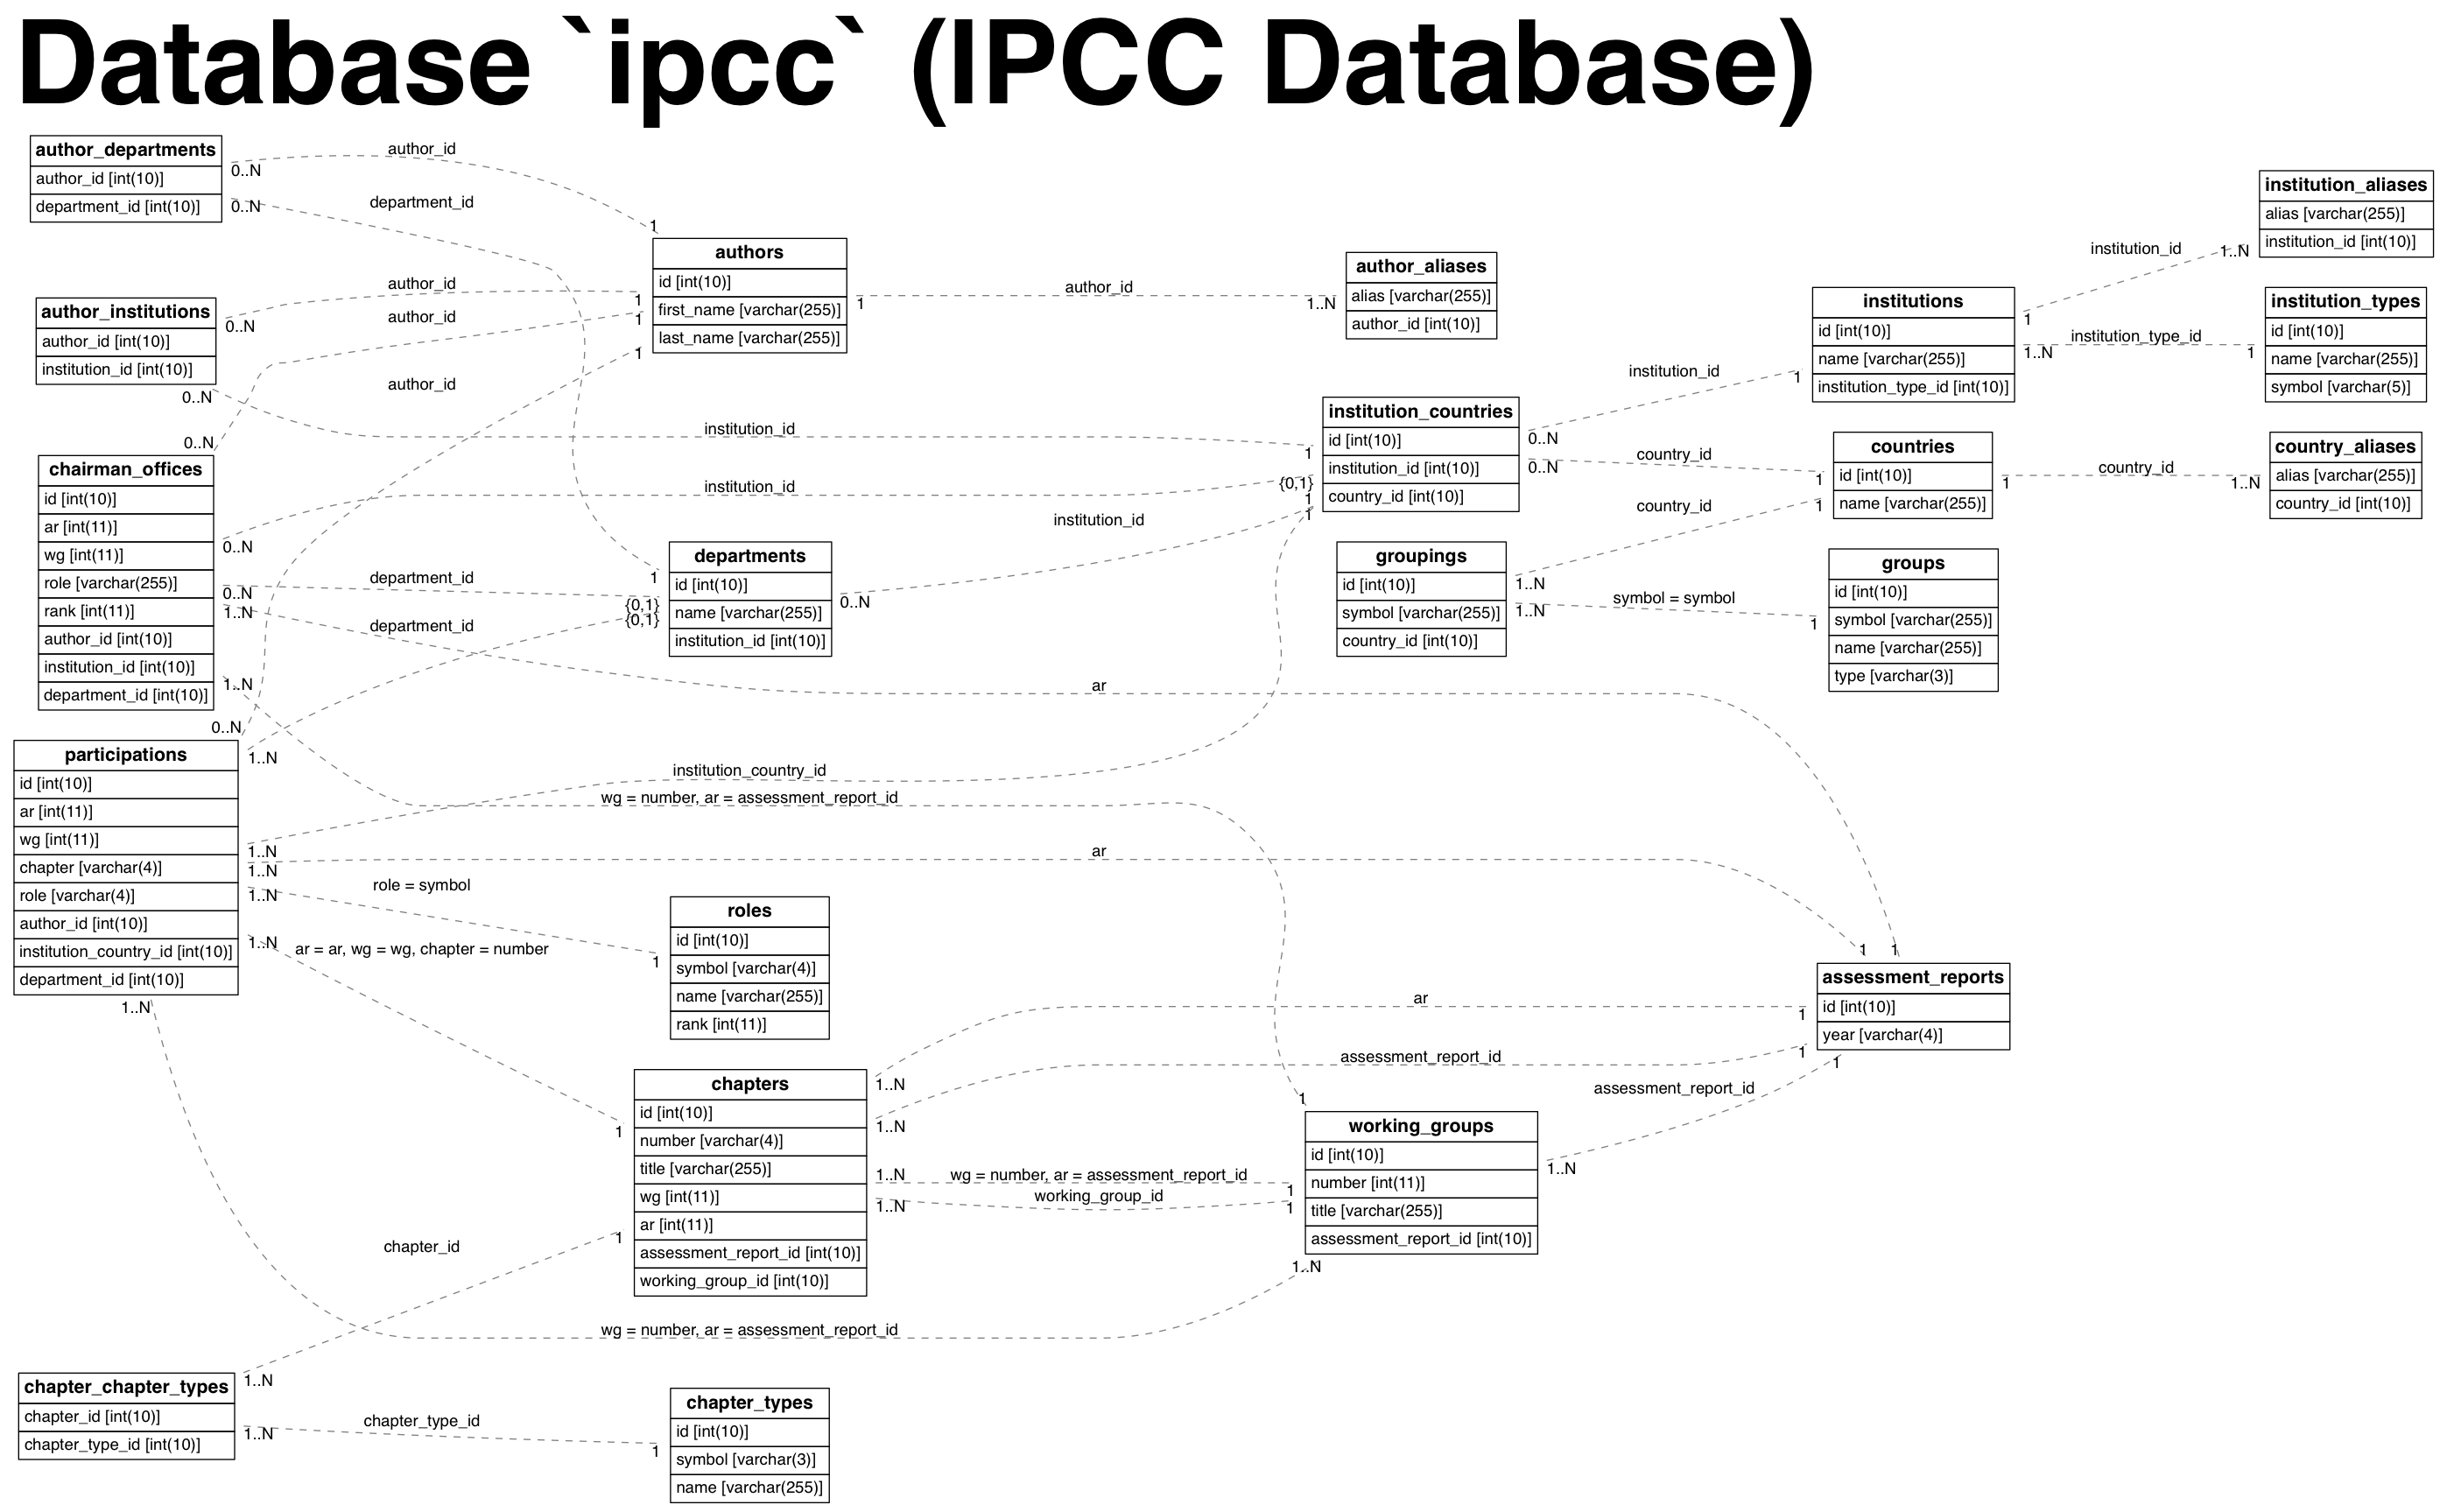 Database `ipcc` (IPCC Database)
author_departments
author_id [int(10)]
department_id [int(10)]
0..N
0..N
author_id
department_id
1
author_institutions
author_id [int(10)]
institution_id [int(10)]
0..N
0..N
author_id
author_id
author_id
institution_id
authors
id [int(10)]
first_name [varchar(255)]
last_name [varchar(255)]
1
1
1
1
author_id
1..N
author_aliases
alias [varchar(255)]
author_id [int(10)]
institution_aliases
alias [varchar(255)]
institution_id [int(10)]
institution_id
1..N
institutions
id [int(10)]
name [varchar(255)]
institution_type_id [int(10)]
1
1..N
institution_type_id
1
institution_types
id [int(10)]
name [varchar(255)]
symbol [varchar(5)]
institution_id
1
institution_countries
id [int(10)]
institution_id [int(10)]
country_id [int(10)]
1
{0,1}
1
1
0..N
0..N
country_id
1
countries
id [int(10)]
name [varchar(255)]
1
1
country_id
1..N
country_aliases
alias [varchar(255)]
country_id [int(10)]
country_id
groupings
id [int(10)]
symbol [varchar(255)]
country_id [int(10)]
1..N
1..N
symbol = symbol
1
groups
id [int(10)]
symbol [varchar(255)]
name [varchar(255)]
type [varchar(3)]
0..N
chairman_offices
id [int(10)]
ar [int(11)]
wg [int(11)]
role [varchar(255)]
rank [int(11)]
author_id [int(10)]
institution_id [int(10)]
department_id [int(10)]
0..N
0..N
1..N
1..N
institution_id
department_id
department_id
1
{0,1}
{0,1}
departments
id [int(10)]
name [varchar(255)]
institution_id [int(10)]
0..N
institution_id
ar
0..N
participations
id [int(10)]
ar [int(11)]
wg [int(11)]
chapter [varchar(4)]
role [varchar(4)]
author_id [int(10)]
institution_country_id [int(10)]
department_id [int(10)]
1..N
1..N
1..N
1..N
1..N
1..N
institution_country_id
wg = number, ar = assessment_report_id
ar
role = symbol
ar = ar, wg = wg, chapter = number
1
roles
id [int(10)]
symbol [varchar(4)]
name [varchar(255)]
rank [int(11)]
1
1
assessment_reports
id [int(10)]
year [varchar(4)]
1
1
1
ar
assessment_report_id
assessment_report_id
chapters
id [int(10)]
number [varchar(4)]
title [varchar(255)]
wg [int(11)]
ar [int(11)]
assessment_report_id [int(10)]
working_group_id [int(10)]
1
1
1..N
1..N
1..N
1..N
wg = number, ar = assessment_report_id
working_group_id
1
1
1
working_groups
id [int(10)]
number [int(11)]
title [varchar(255)]
assessment_report_id [int(10)]
1..N
1..N
chapter_id
wg = number, ar = assessment_report_id
chapter_chapter_types
chapter_id [int(10)]
chapter_type_id [int(10)]
1..N
1..N
chapter_type_id
1
chapter_types
id [int(10)]
symbol [varchar(3)]
name [varchar(255)]